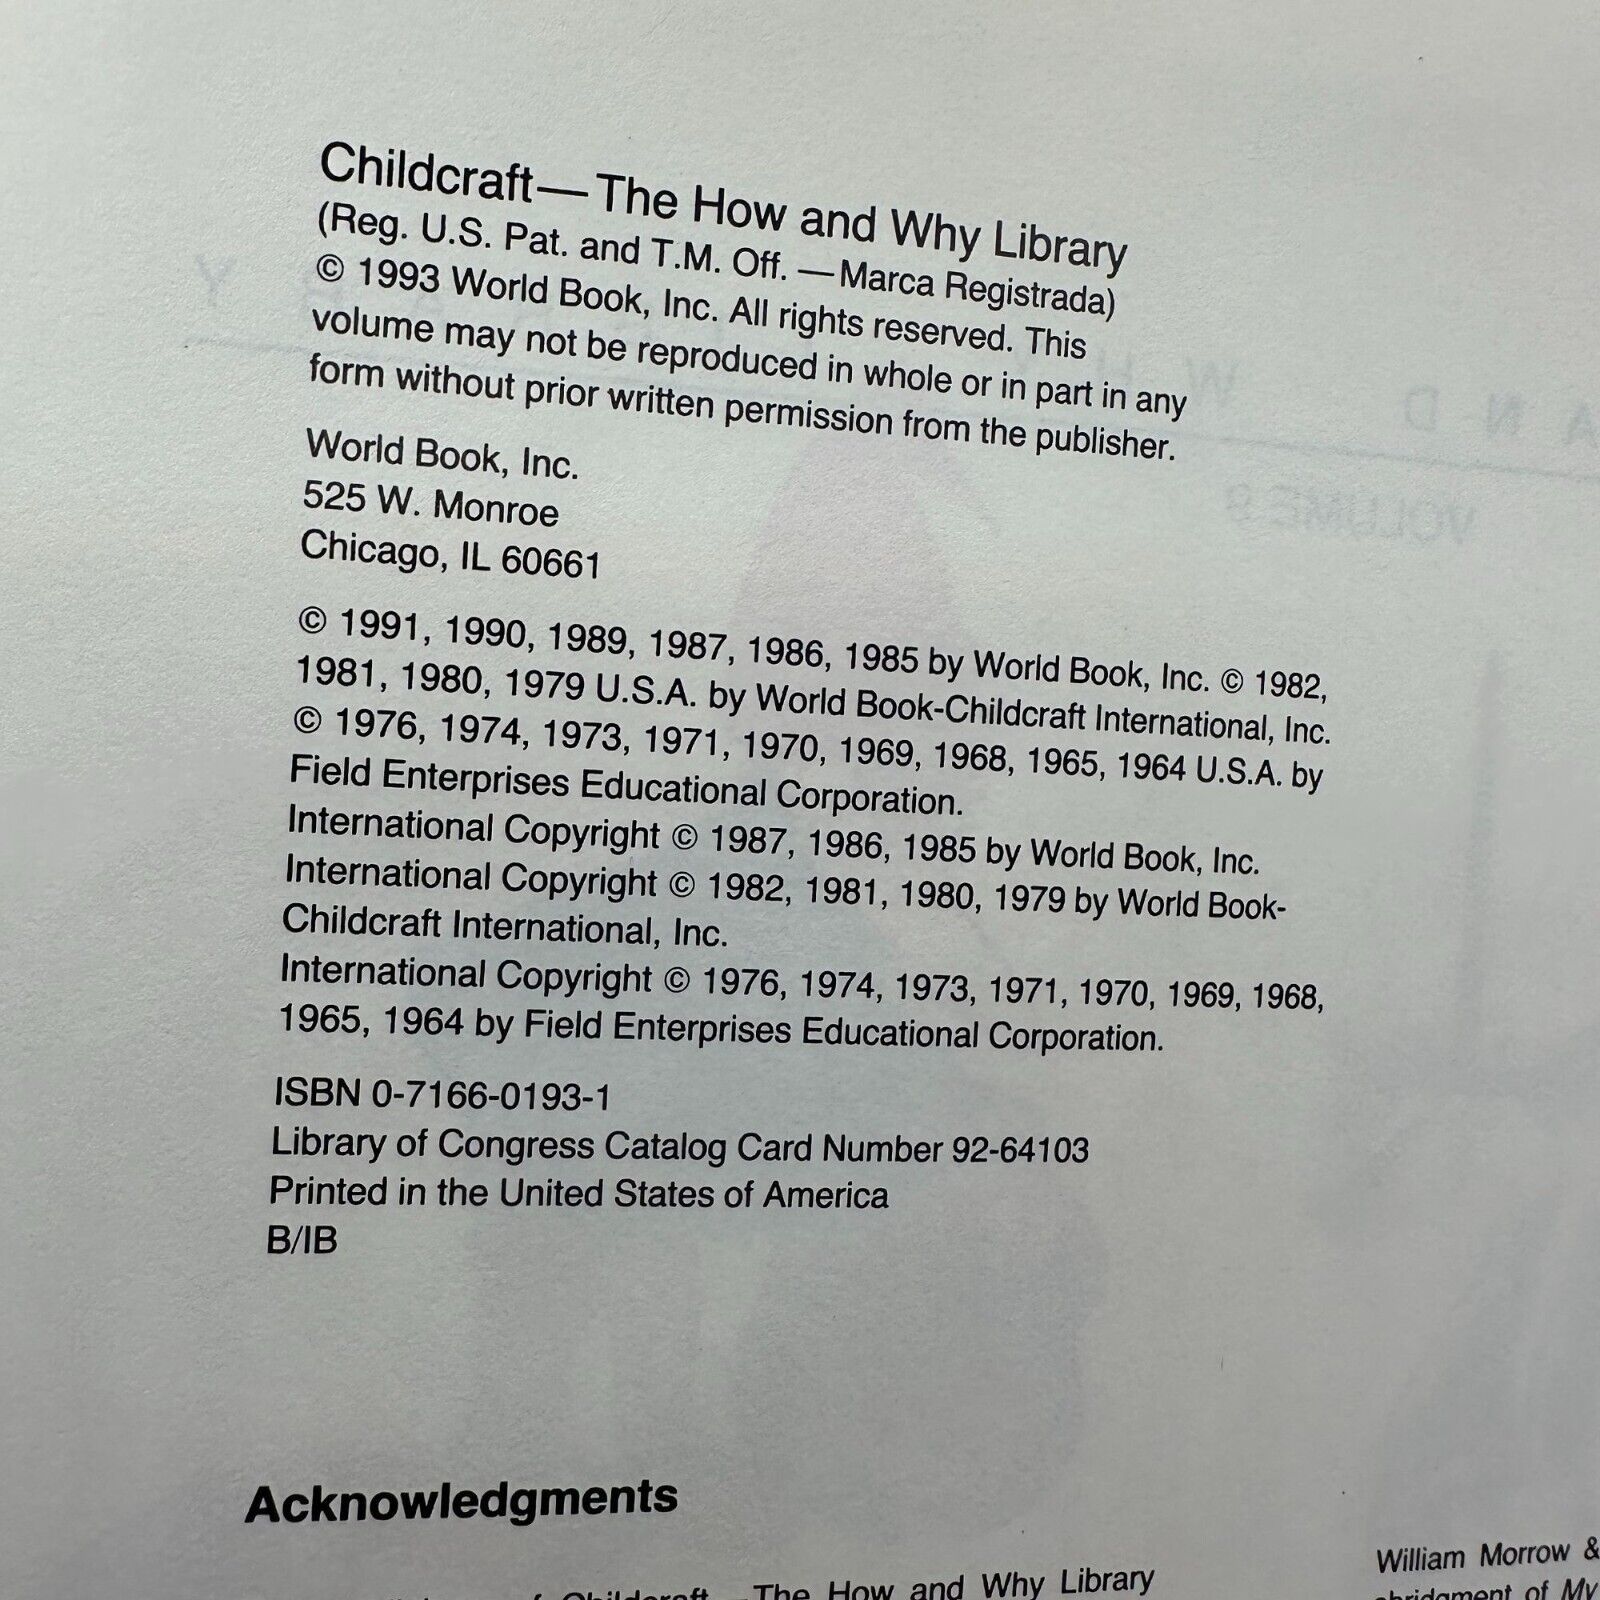 Childcraft—The How and Why Library
(Reg. U.S. Pat. and T.M. Off. —Marca Registrada)
© 1993 World Book, Inc. All rights reserved. This
volume may not be reproduced in whole or in part in any
form without prior written permission from the publisher.
World Book, Inc.
525 W. Monroe
Chicago, IL 60661
© 1991, 1990, 1989, 1987, 1986, 1985 by World Book, Inc. © 1982,
1981, 1980, 1979 U.S.A. by World Book-Childcraft International, Inc.
© 1976, 1974, 1973, 1971, 1970, 1969, 1968, 1965, 1964 U.S.A. by
Field Enterprises Educational Corporation.
International Copyright © 1987, 1986, 1985 by World Book, Inc.
International Copyright © 1982, 1981, 1980, 1979 by World Book-
Childcraft International, Inc.
International Copyright © 1976, 1974, 1973, 1971, 1970, 1969, 1968,
1965, 1964 by Field Enterprises Educational Corporation.
ISBN 0-7166-0193-1
Library of Congress Catalog Card Number 92-64103
Printed in the United States of America
B/IB
Acknowledgments
of Childcraft—The How and Why Library
William Morrow &
abridgment of My